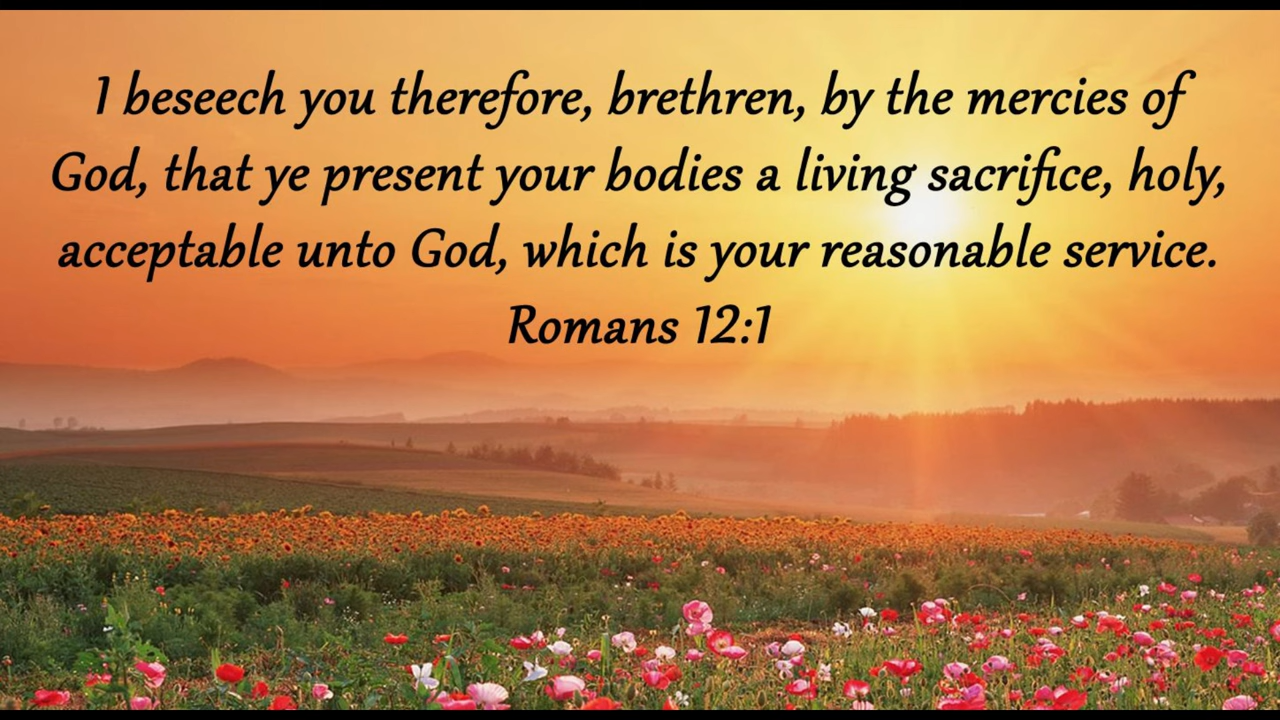 I beseech you therefore, brethren, by the mercies of
God, that ye present your bodies a living sacrifice, holy,
acceptable unto God, which is your reasonable service.
Romans 12:1